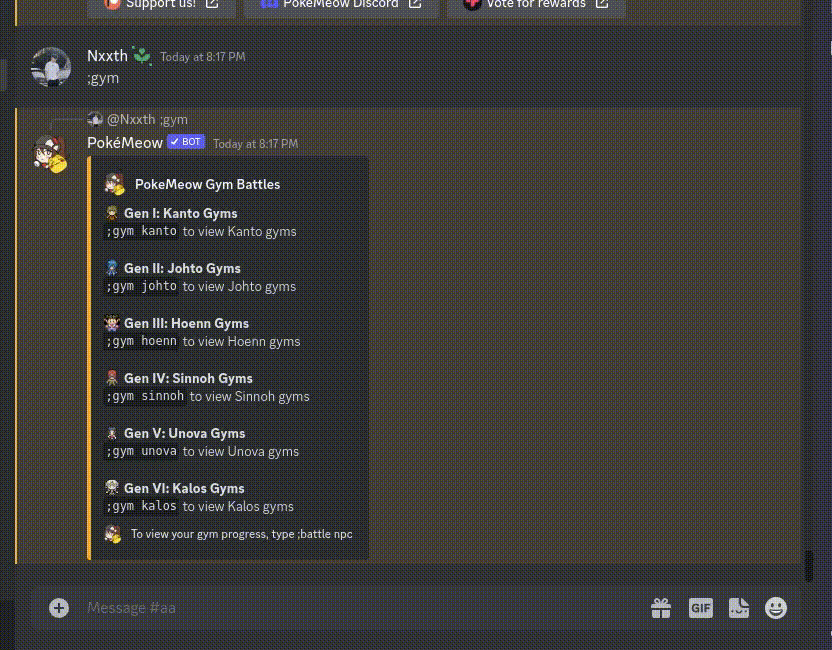 Support us!
PokeMeow Discord
Vote for rewards
Nxxth Today at 8:17 PM
;gym
@Nxxth ;gym
PokéMeow BOT Today at 8:17 PM
PokeMeow Gym Battles
Gen I: Kanto Gyms
;gym kanto to view Kanto gyms
Gen II: Johto Gyms
;gym johto to view Johto gyms
Gen III: Hoenn Gyms
;gym hoenn to view Hoenn gyms
Gen IV: Sinnoh Gyms
;gym sinnoh to view Sinnoh gyms
Gen V: Unova Gyms
;gym unova to view Unova gyms
Gen VI: Kalos Gyms
;gym kalos to view Kalos gyms
To view your gym progress, type ;battle npc
Message #aa
GIF